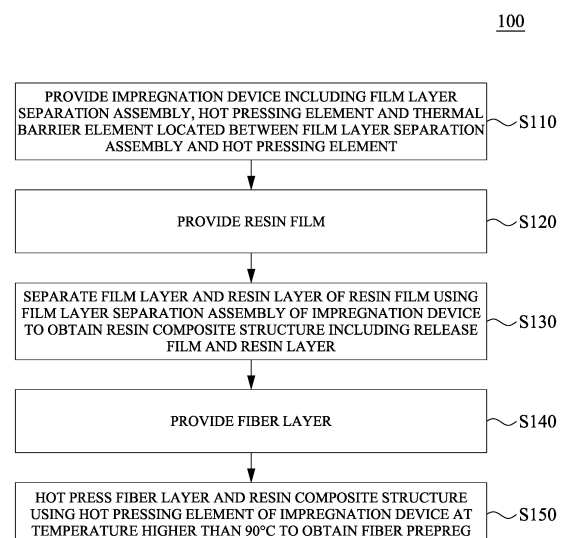 100
PROVIDE IMPREGNATION DEVICE INCLUDING FILM LAYER
SEPARATION ASSEMBLY, HOT PRESSING ELEMENT AND THERMAL
BARRIER ELEMENT LOCATED BETWEEN FILM LAYER SEPARATION
ASSEMBLY AND HOT PRESSING ELEMENT
S110
PROVIDE RESIN FILM
S120
SEPARATE FILM LAYER AND RESIN LAYER OF RESIN FILM USING
FILM LAYER SEPARATION ASSEMBLY OF IMPREGNATION DEVICE
TO OBTAIN RESIN COMPOSITE STRUCTURE INCLUDING RELEASE
FILM AND RESIN LAYER
S130
PROVIDE FIBER LAYER
S140
HOT PRESS FIBER LAYER AND RESIN COMPOSITE STRUCTURE
USING HOT PRESSING ELEMENT OF IMPREGNATION DEVICE AT
TEMPERATURE HIGHER THAN 90°C TO OBTAIN FIBER PREPREG
S150